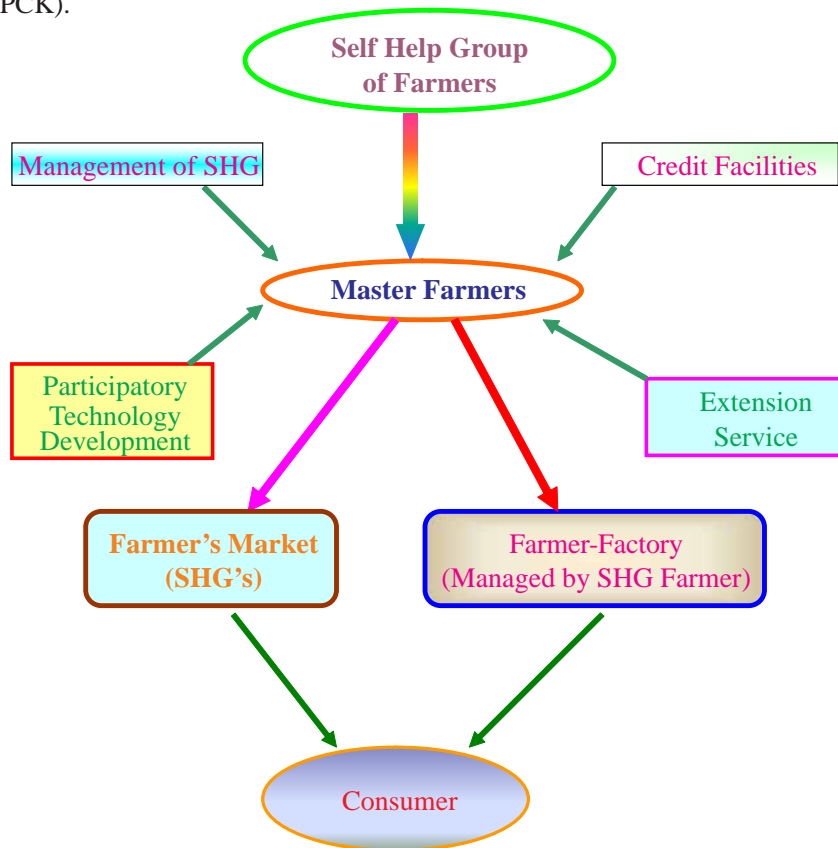 PCK).
Self Help Group
of Farmers
Management of SHG
Credit Facilities
Master Farmers
Participatory
Technology
Development
Extension
Service
Farmer's Market
(SHG's)
Farmer-Factory
(Managed by SHG Farmer)
Consumer